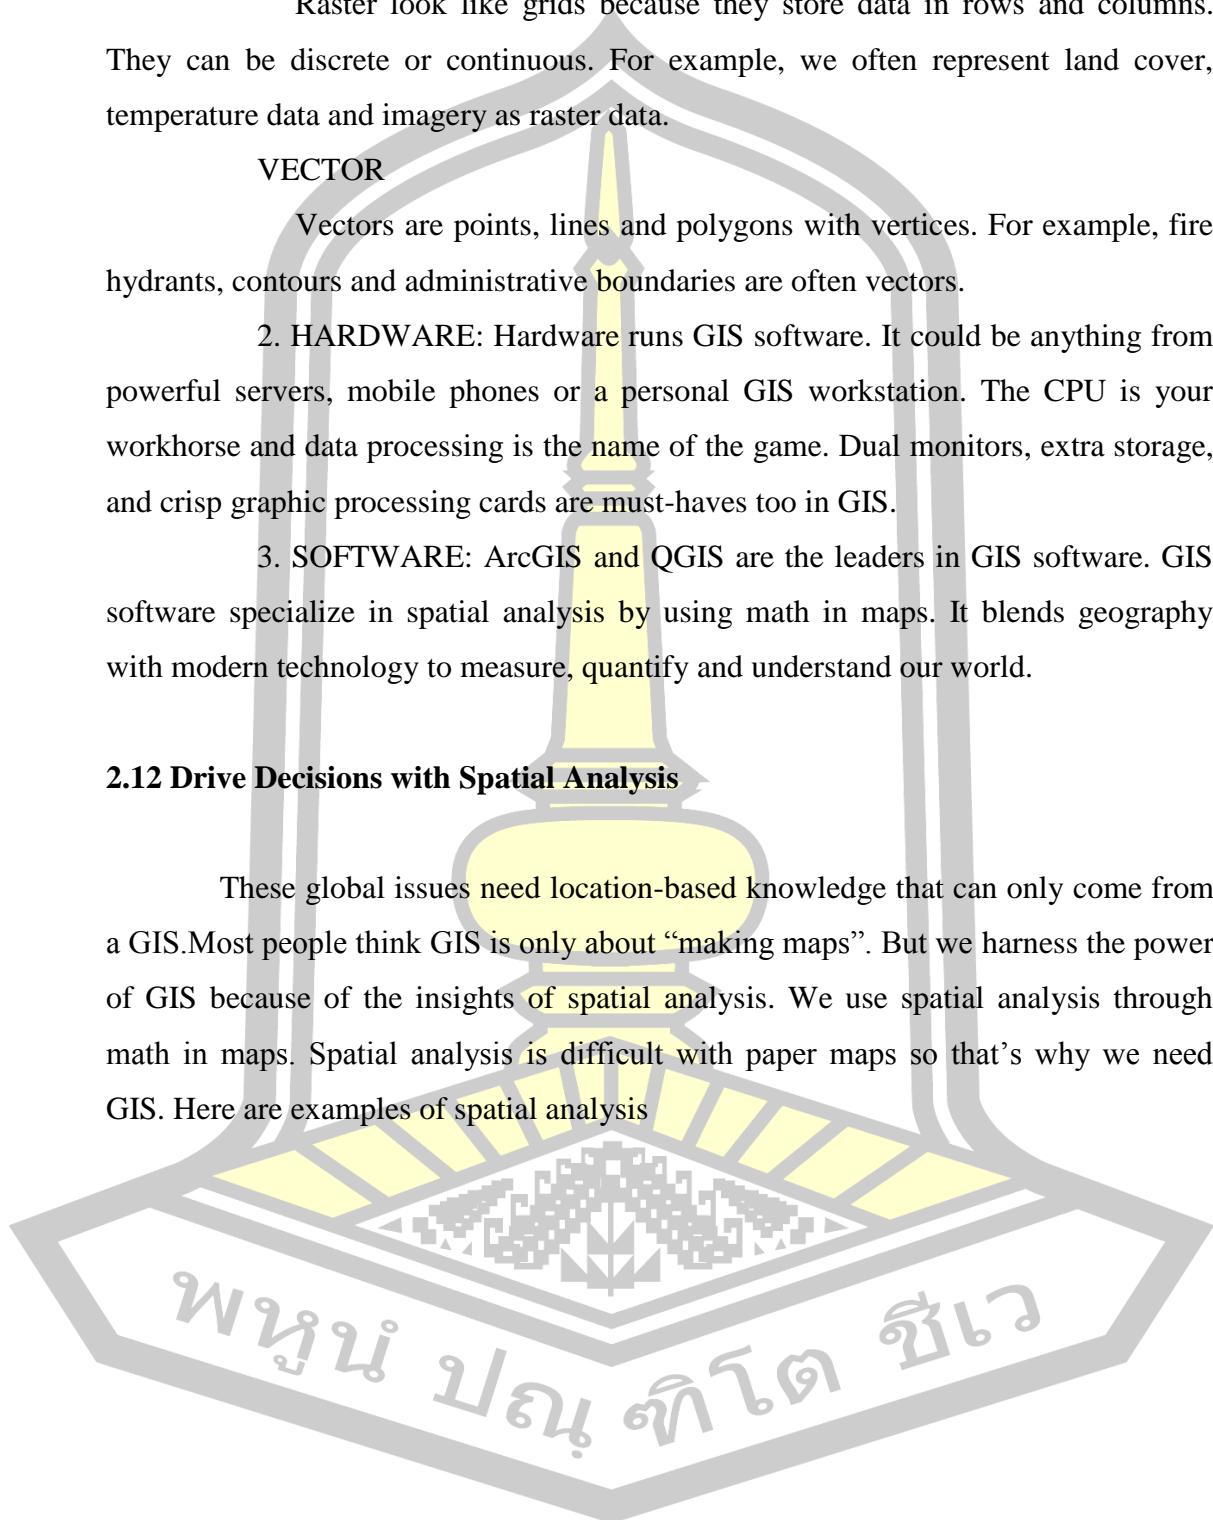 Raster look like grids because they store data in rows and columns.
They can be discrete or continuous. For example, we often represent land cover,
temperature data and imagery as raster data.
VECTOR
Vectors are points, lines and polygons with vertices. For example, fire
hydrants, contours and administrative boundaries are often vectors.
2. HARDWARE: Hardware runs GIS software. It could be anything from
powerful servers, mobile phones or a personal GIS workstation. The CPU is your
workhorse and data processing is the name of the game. Dual monitors, extra storage,
and crisp graphic processing cards are must-haves too in GIS.
3. SOFTWARE: ArcGIS and QGIS are the leaders in GIS software. GIS
software specialize in spatial analysis by using math in maps. It blends geography
with modern technology to measure, quantify and understand our world.
2.12 Drive Decisions with Spatial Analysis
These global issues need location-based knowledge that can only come from
a GIS.Most people think GIS is only about “making maps”. But we harness the power
of GIS because of the insights of spatial analysis. We use spatial analysis through
math in maps. Spatial analysis is difficult with paper maps so that’s why we need
GIS. Here are examples of spatial analysis
พหูนํ ปณฺฑิโต ชีเว